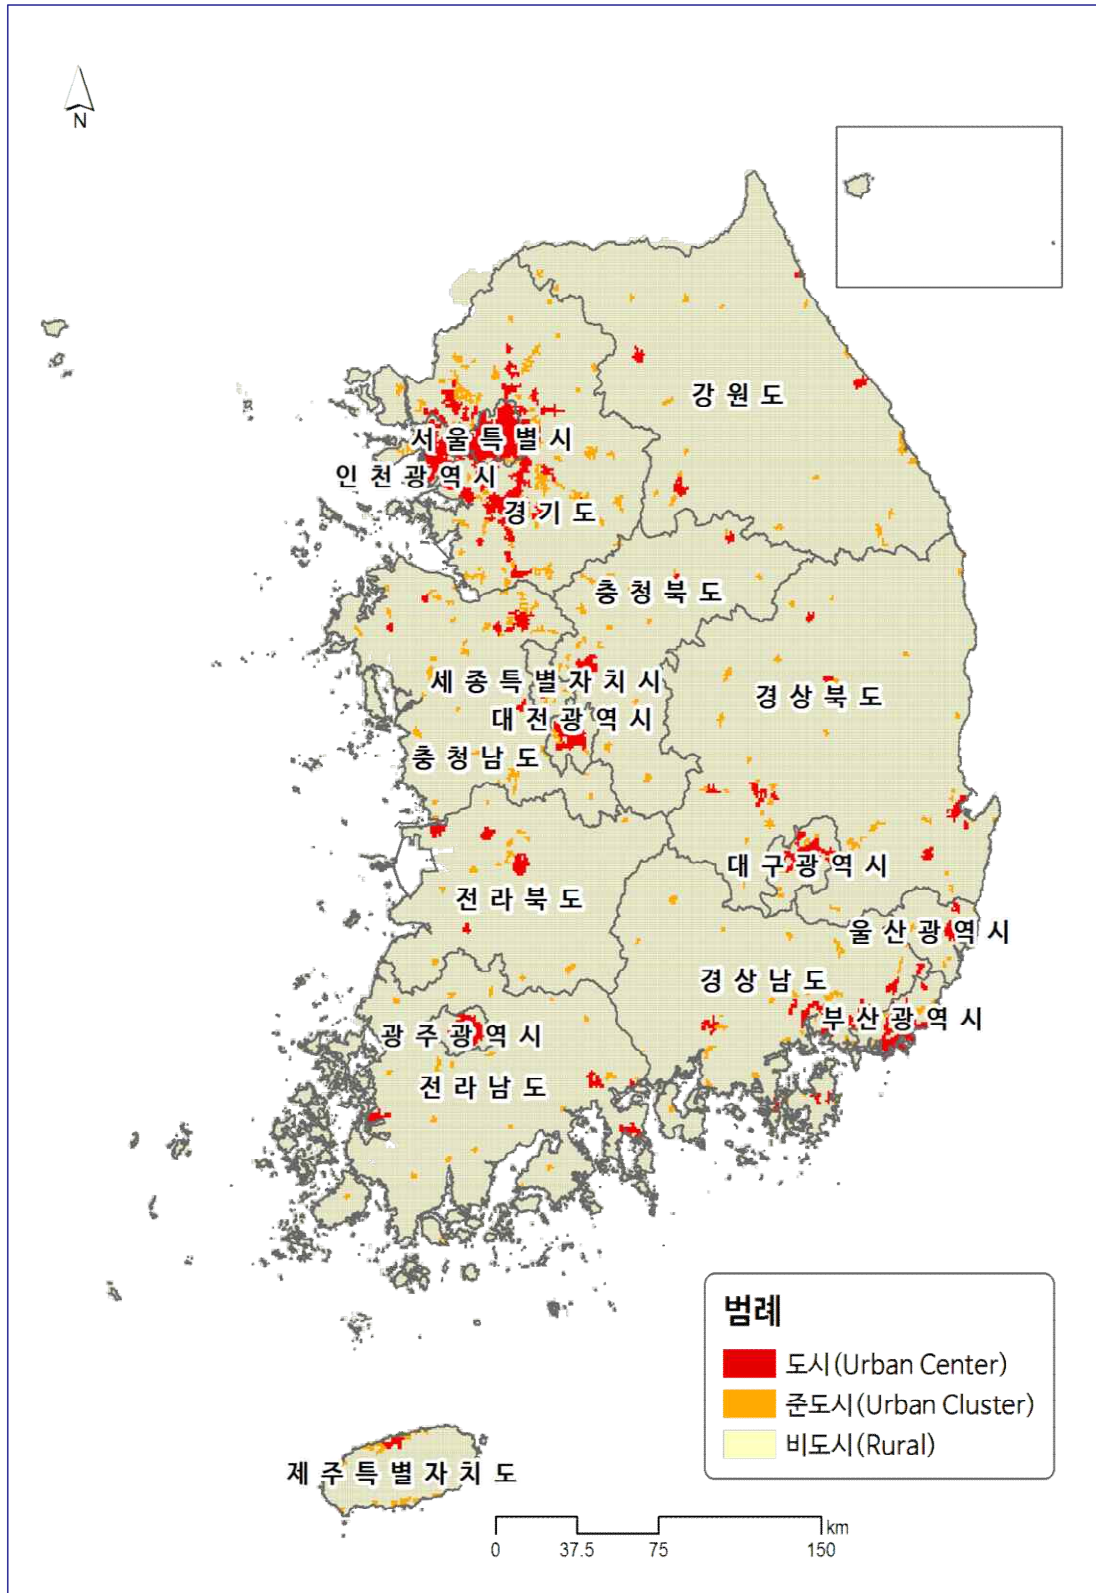 N
강원도
서울특별시
인천광역시
경기도
충청북도
세종특별자치시
경상북도
대전광역시
충청남도
대구광역시
전라북도
울산광역시
경상남도
부산광역시
광주광역시
전라남도
범례
도시(Urban Center)
준도시(Urban Cluster)
비도시(Rural)
제주특별자치도
km
0 37.5 75 150